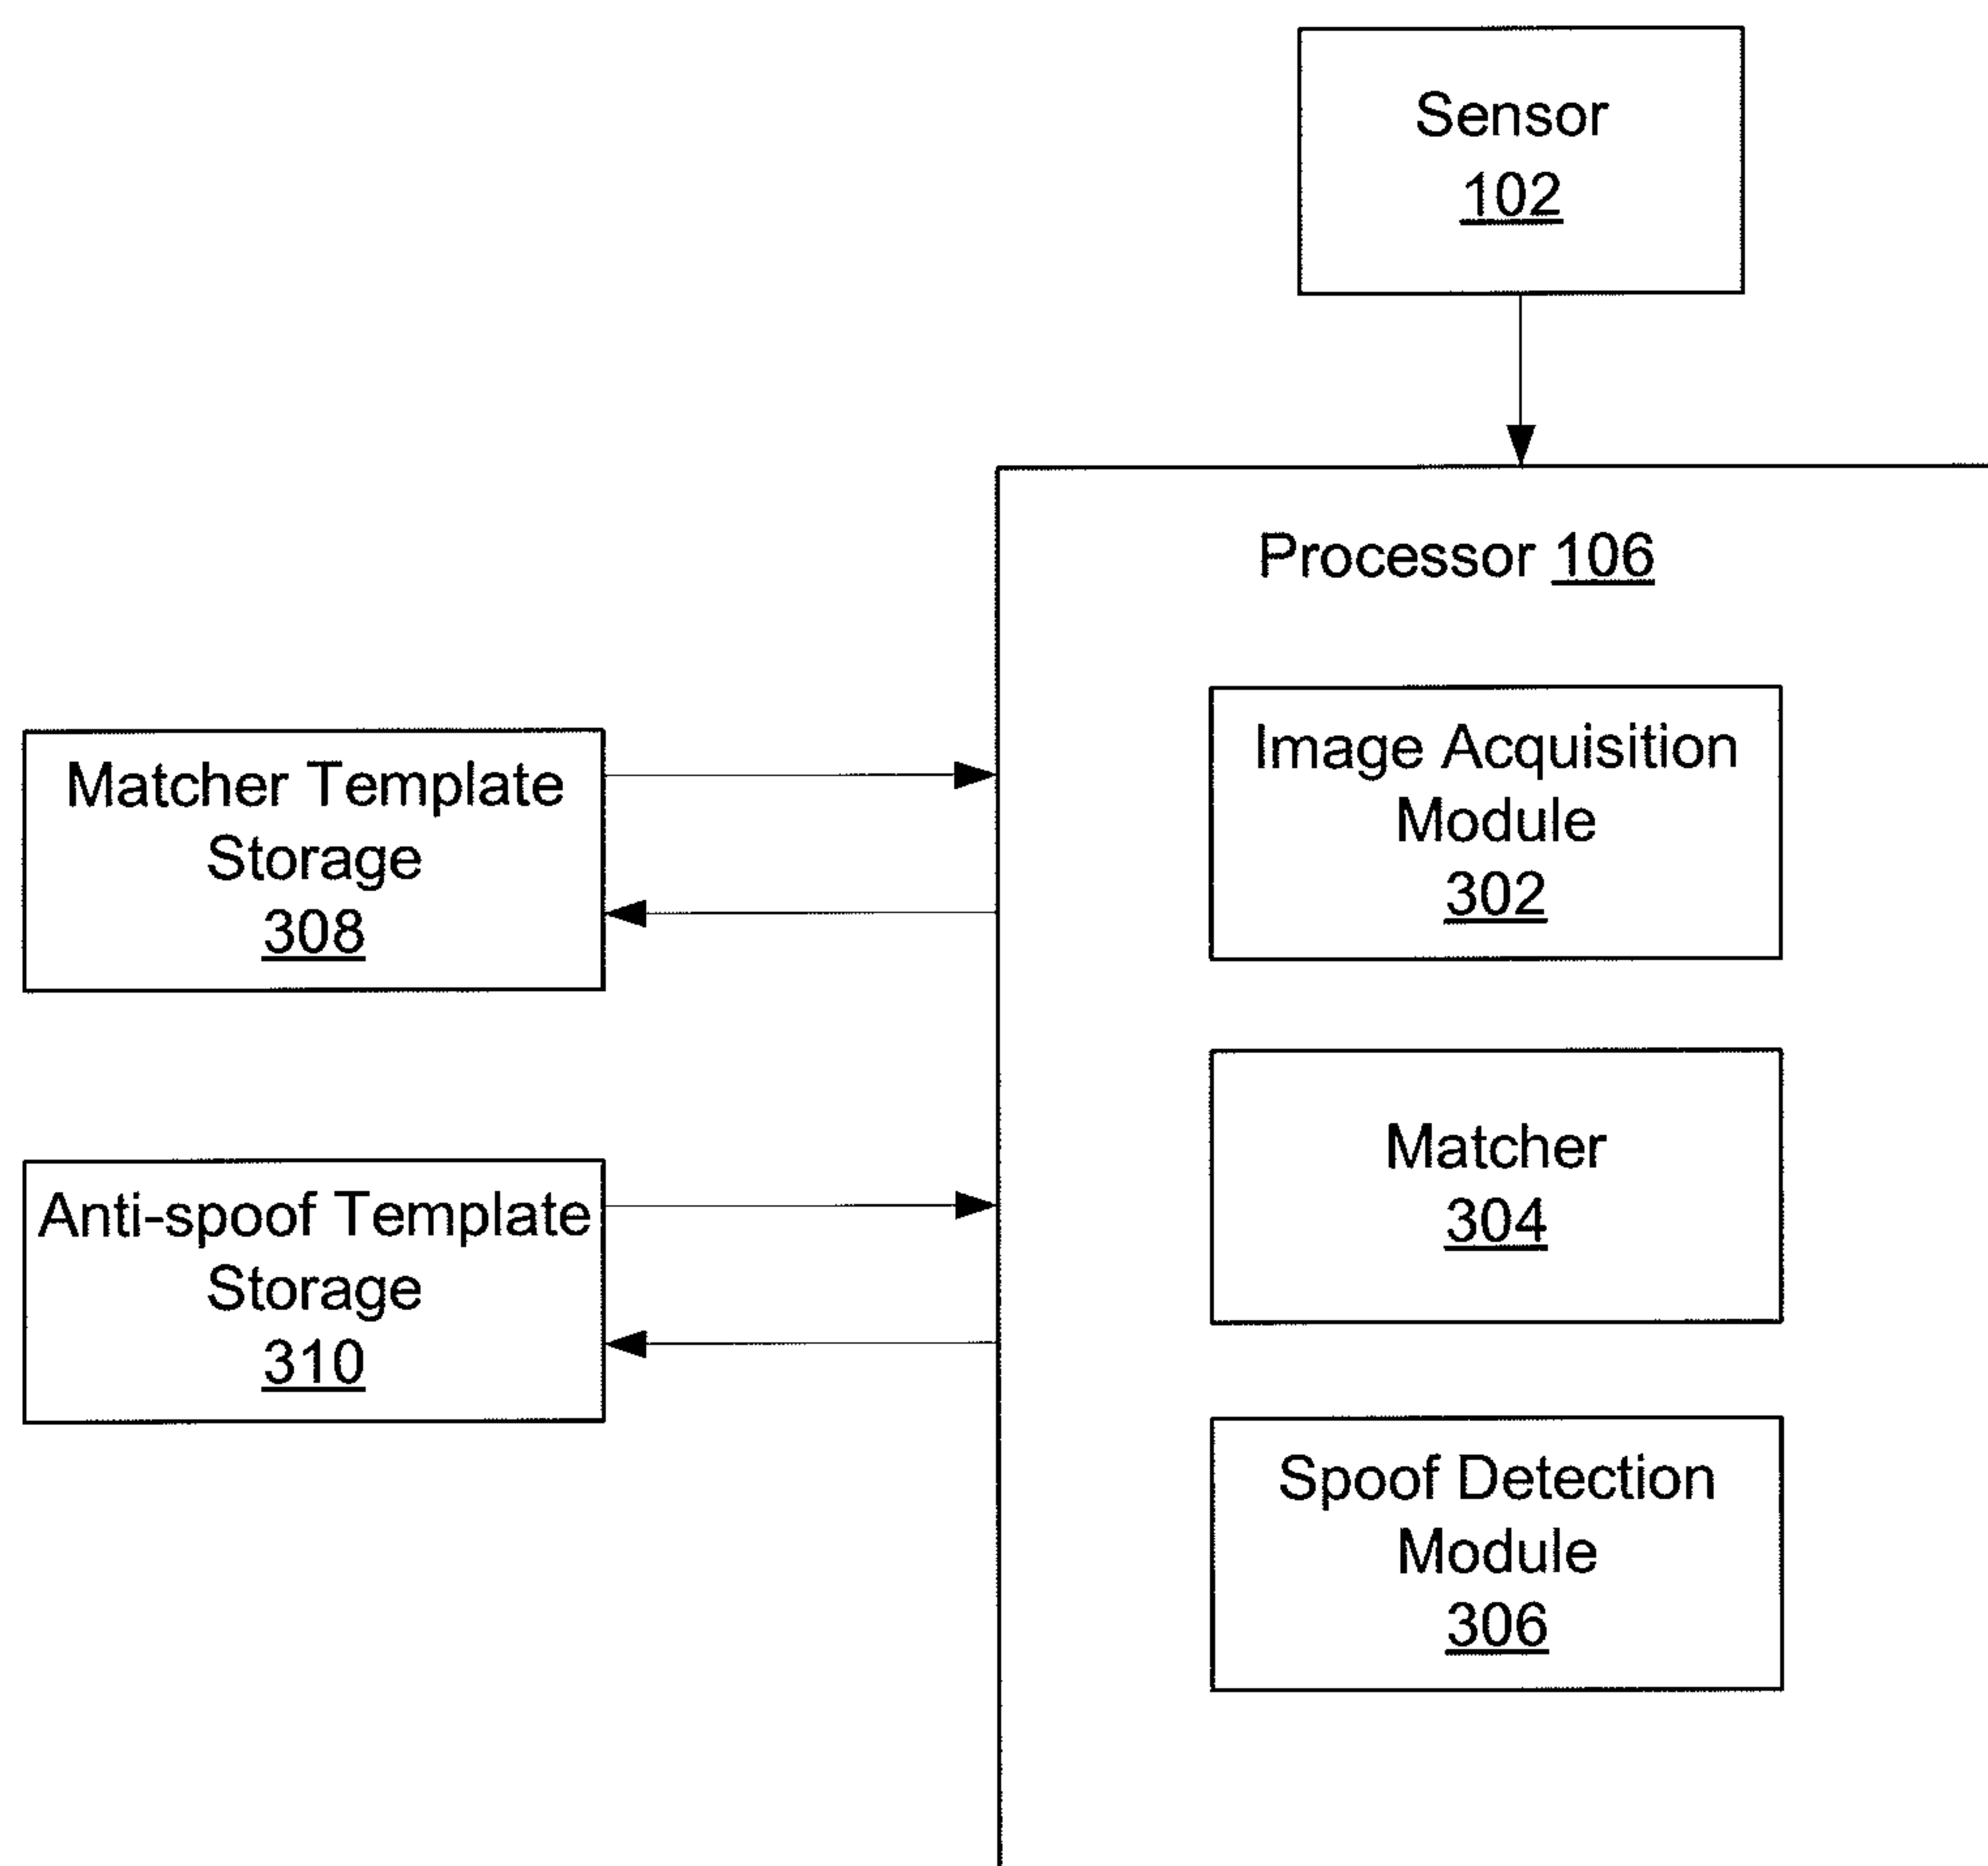 Sensor
102
Processor 106
Image Acquisition
Module
302
Matcher Template
Storage
308
Matcher
304
Anti-spoof Template
Storage
310
Spoof Detection
Module
306